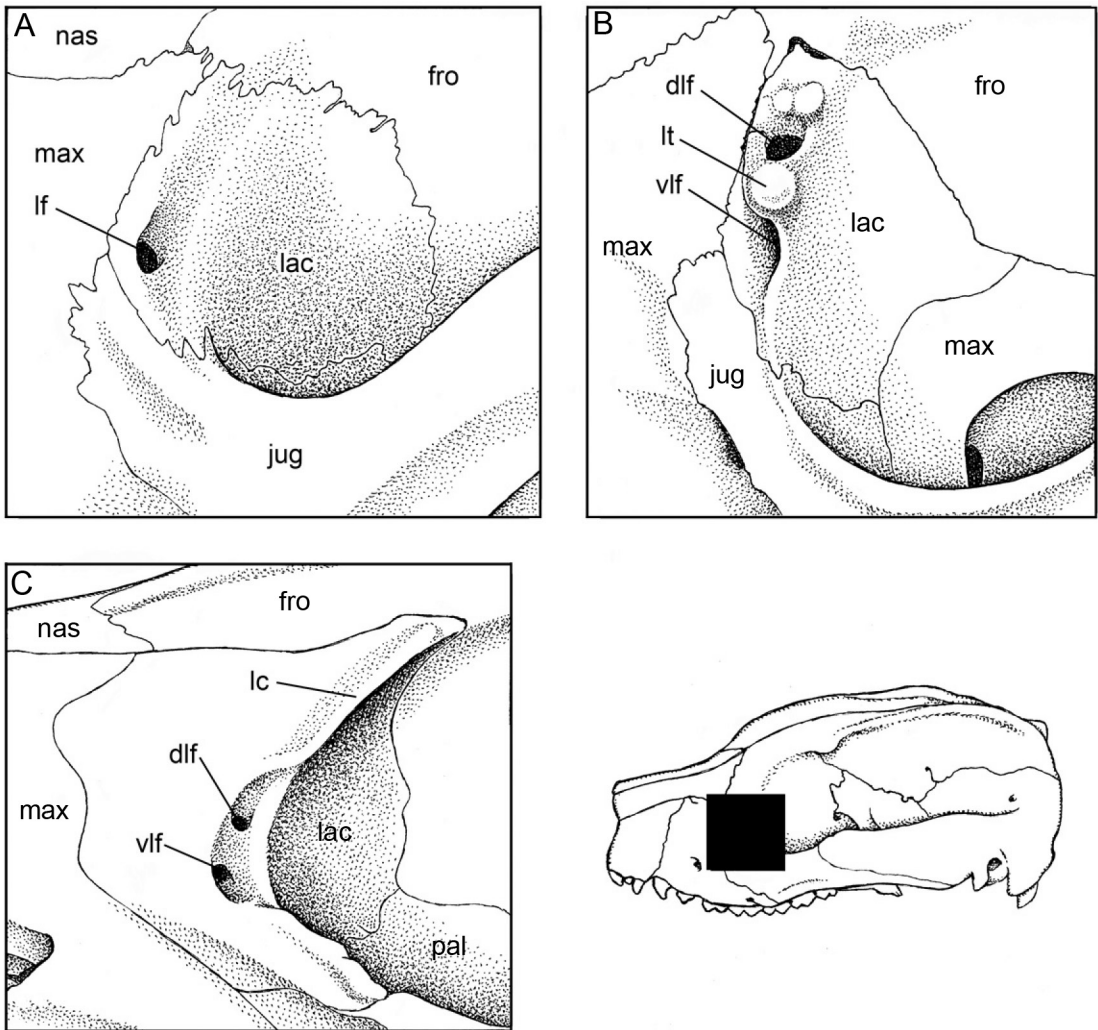 A
nas
fro
max
lf
lac
jug
B
dlf
fro
lt
vlf
lac
max
max
jug
C
fro
nas
lc
dlf
max
vlf
lac
pal